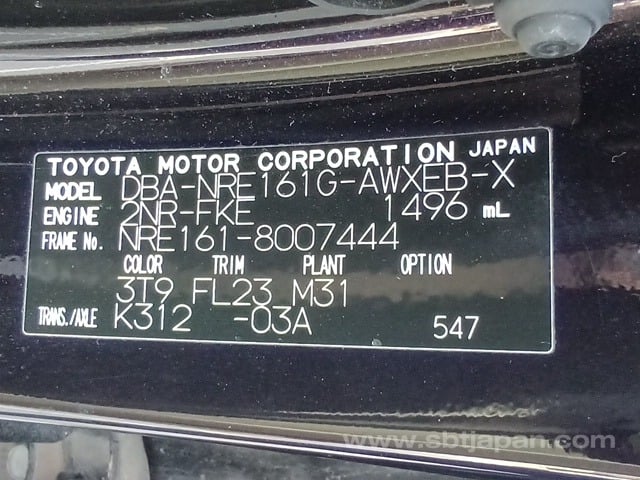 TOYOTA MOTOR CORPORATION JAPAN
MODEL DBA-NRE161G-AWXEB-X
ENGINE 2NR-FKE 1496 mL
FRAME No. NRE161-8007444
COLOR TRIM PLANT OPTION
3T9 FL23 M31
TRANS./AXLE K312 -03A 547
www.sbtjapan.com